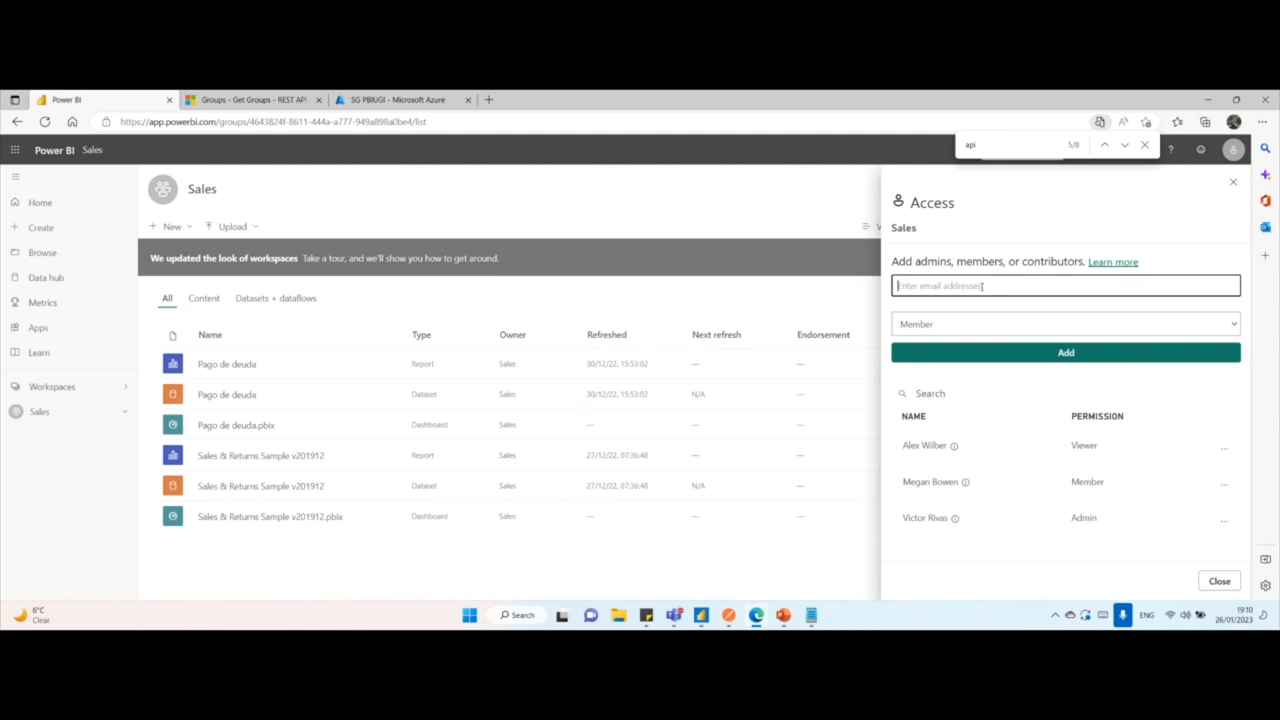 Power BI
Groups - Get Groups - REST API
SG PBIUGI - Microsoft Azure
https://app.powerbi.com/groups/4643824f-8611-444a-a777-949a898a0be4/list
api 5/8
Power BI Sales
Home
Create
Browse
Data hub
Metrics
Apps
Learn
Workspaces
Sales
Sales
New Upload V
We updated the look of workspaces Take a tour, and we'll show you how to get around.
All Content Datasets + dataflows
Name Type Owner Refreshed Next refresh Endorsement
Pago de deuda Report Sales 30/12/22, 15:53:02 — —
Pago de deuda Dataset Sales 30/12/22, 15:53:02 N/A —
Pago de deuda.pbix Dashboard Sales — — —
Sales & Returns Sample v201912 Report Sales 27/12/22, 07:36:48 — —
Sales & Returns Sample v201912 Dataset Sales 27/12/22, 07:36:48 N/A —
Sales & Returns Sample v201912.pbix Dashboard Sales — — —
Access
Sales
Add admins, members, or contributors. Learn more
Enter email addresses
Member
Add
Search
NAME PERMISSION
Alex Wilber Viewer ...
Megan Bowen Member ...
Victor Rivas Admin ...
Close
6°C
Clear
Search
ENG
19:10
26/01/2023